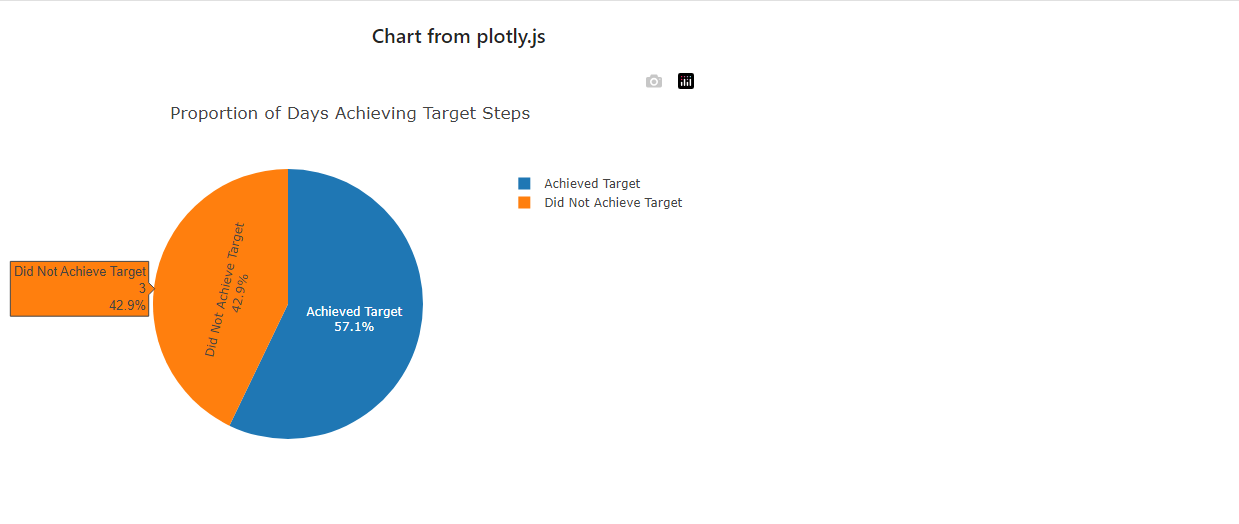 Chart from plotly.js
Proportion of Days Achieving Target Steps
Achieved Target
Did Not Achieve Target
Did Not Achieve Target
3
42.9%
Did Not Achieve Target
42.9%
Achieved Target
57.1%